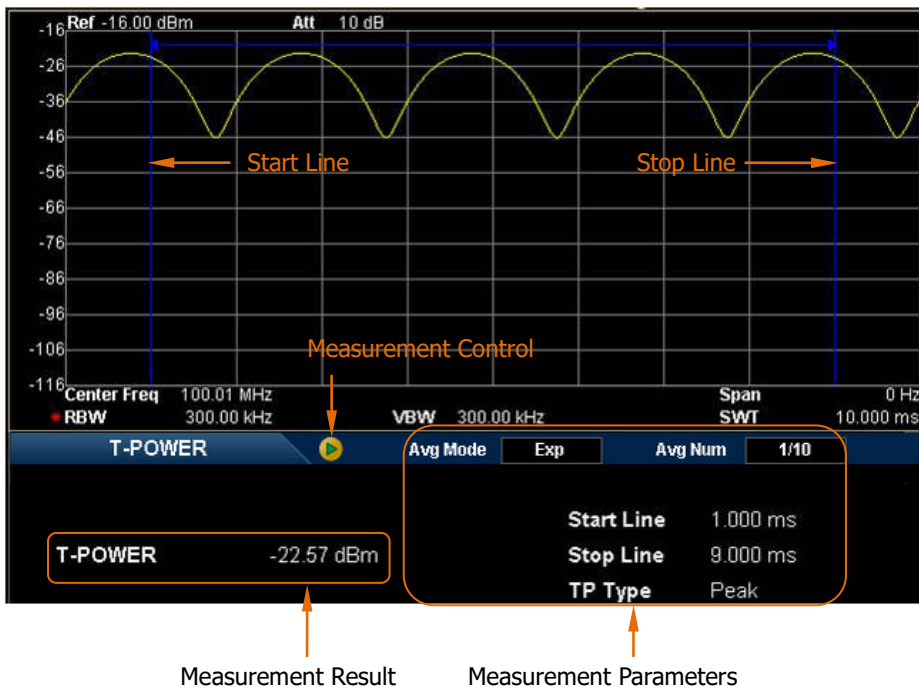 Ref -16.00 dBm Att 10 dB
-16
-26
-36
-46
-56
-66
-76
-86
-96
-106
-116
Start Line
Stop Line
Measurement Control
Center Freq 100.01 MHz Span 0 Hz
*RBW 300.00 kHz VBW 300.00 kHz SWT 10.000 ms
T-POWER Avg Mode Exp Avg Num 1/10
Start Line 1.000 ms
T-POWER -22.57 dBm Stop Line 9.000 ms
TP Type Peak
Measurement Result Measurement Parameters